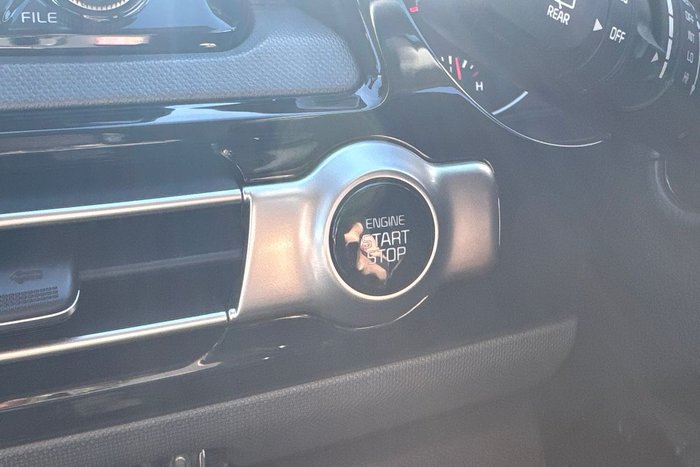 FILE
REAR
OFF
H
ENGINE
START
STOP